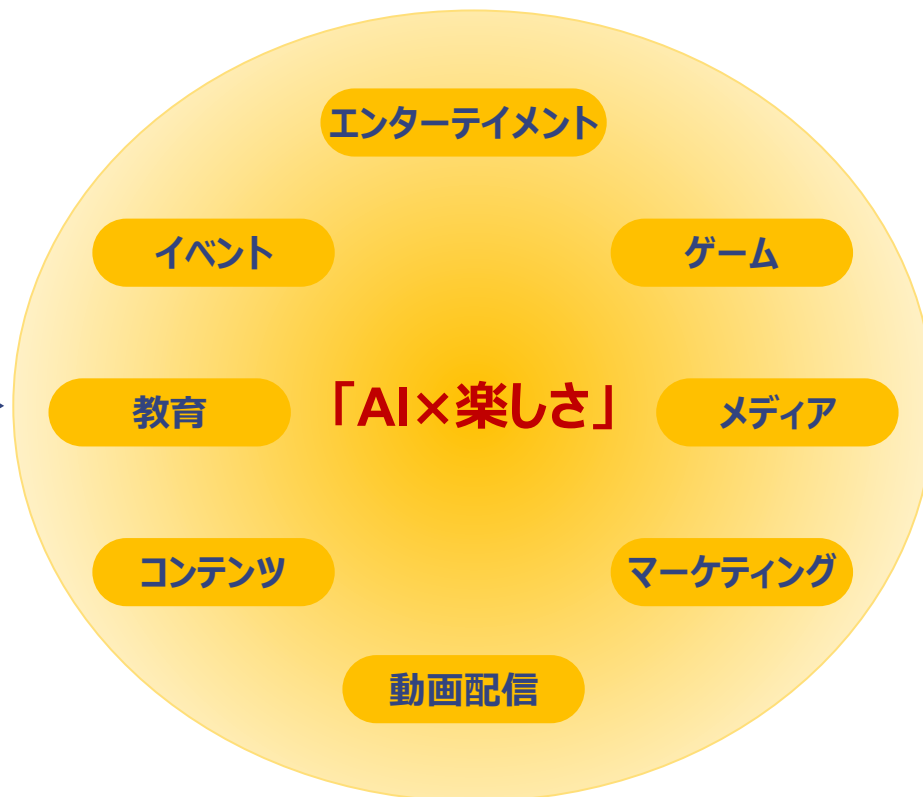 エンターテイメント
イベント
ゲーム
教育
「AI×楽しさ」
メディア
コンテンツ
マーケティング
動画配信